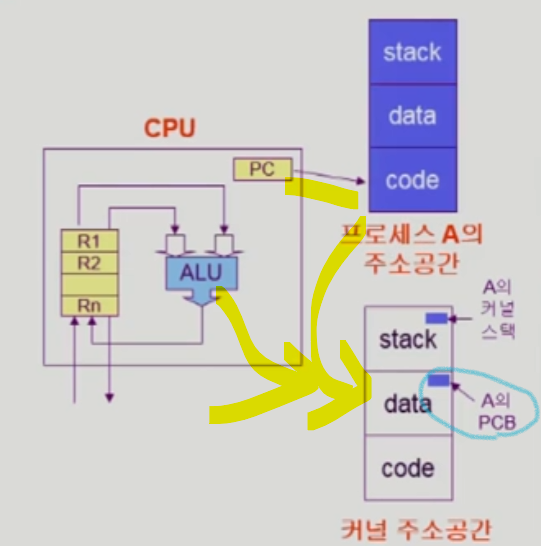 stack
data
code
프로세스 A의
주소공간
CPU
PC
R1
R2
Rn
ALU
A의
커널
스택
stack
data
code
A의
PCB
커널 주소공간